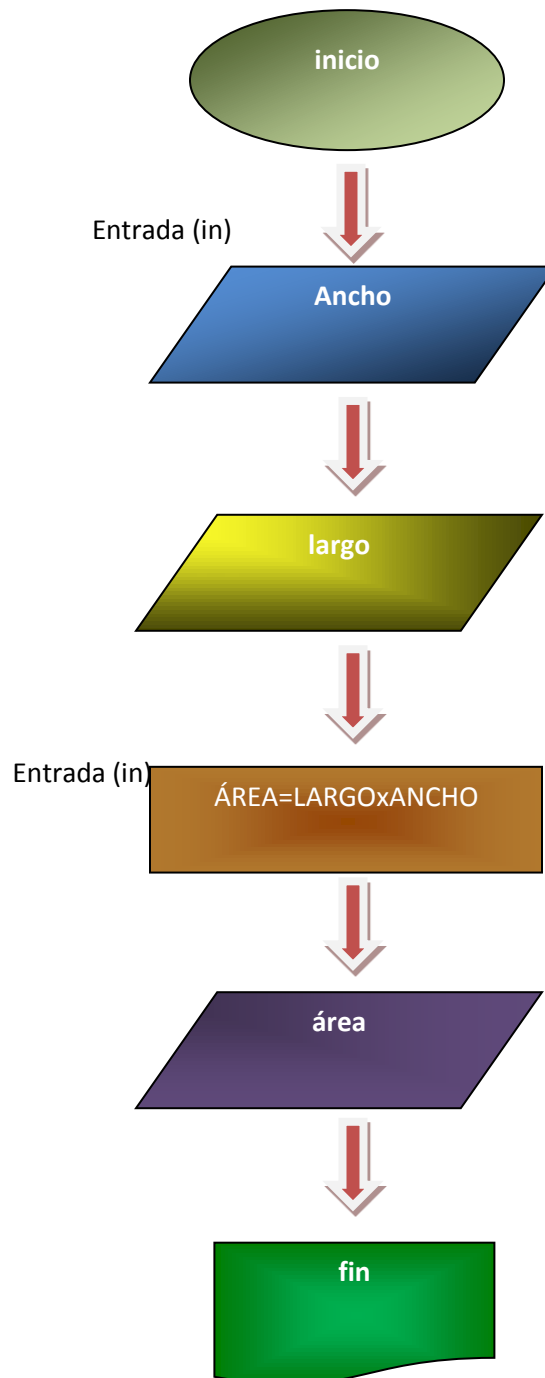 inicio
Entrada (in)
Ancho
largo
Entrada (in)
ÁREA=LARGOxANCHO
área
fin